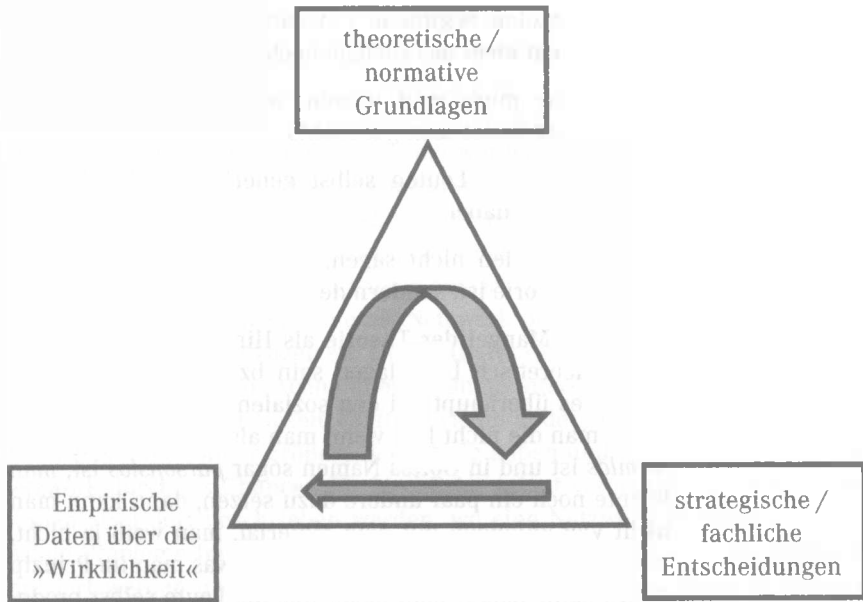 theoretische /
normative
Grundlagen
Empirische
Daten über die
»Wirklichkeit«
strategische /
fachliche
Entscheidungen